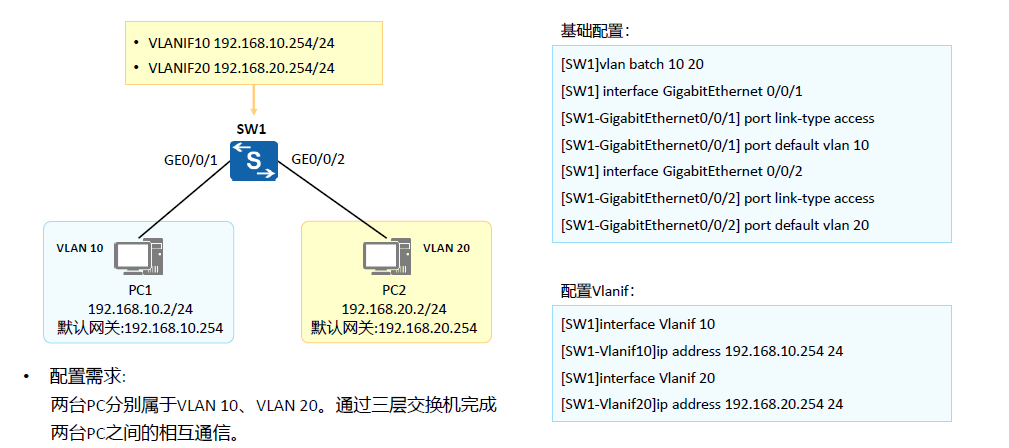 • VLANIF10 192.168.10.254/24
• VLANIF20 192.168.20.254/24
SW1
GE0/0/1
GE0/0/2
S
VLAN 10
PC1
192.168.10.2/24
默认网关:192.168.10.254
VLAN 20
PC2
192.168.20.2/24
默认网关:192.168.20.254
• 配置需求:
两台PC分别属于VLAN 10、VLAN 20。通过三层交换机完成
两台PC之间的相互通信。
基础配置：
[SW1]vlan batch 10 20
[SW1] interface GigabitEthernet 0/0/1
[SW1-GigabitEthernet0/0/1] port link-type access
[SW1-GigabitEthernet0/0/1] port default vlan 10
[SW1] interface GigabitEthernet 0/0/2
[SW1-GigabitEthernet0/0/2] port link-type access
[SW1-GigabitEthernet0/0/2] port default vlan 20
配置Vlanif：
[SW1]interface Vlanif 10
[SW1-Vlanif10]ip address 192.168.10.254 24
[SW1]interface Vlanif 20
[SW1-Vlanif20]ip address 192.168.20.254 24